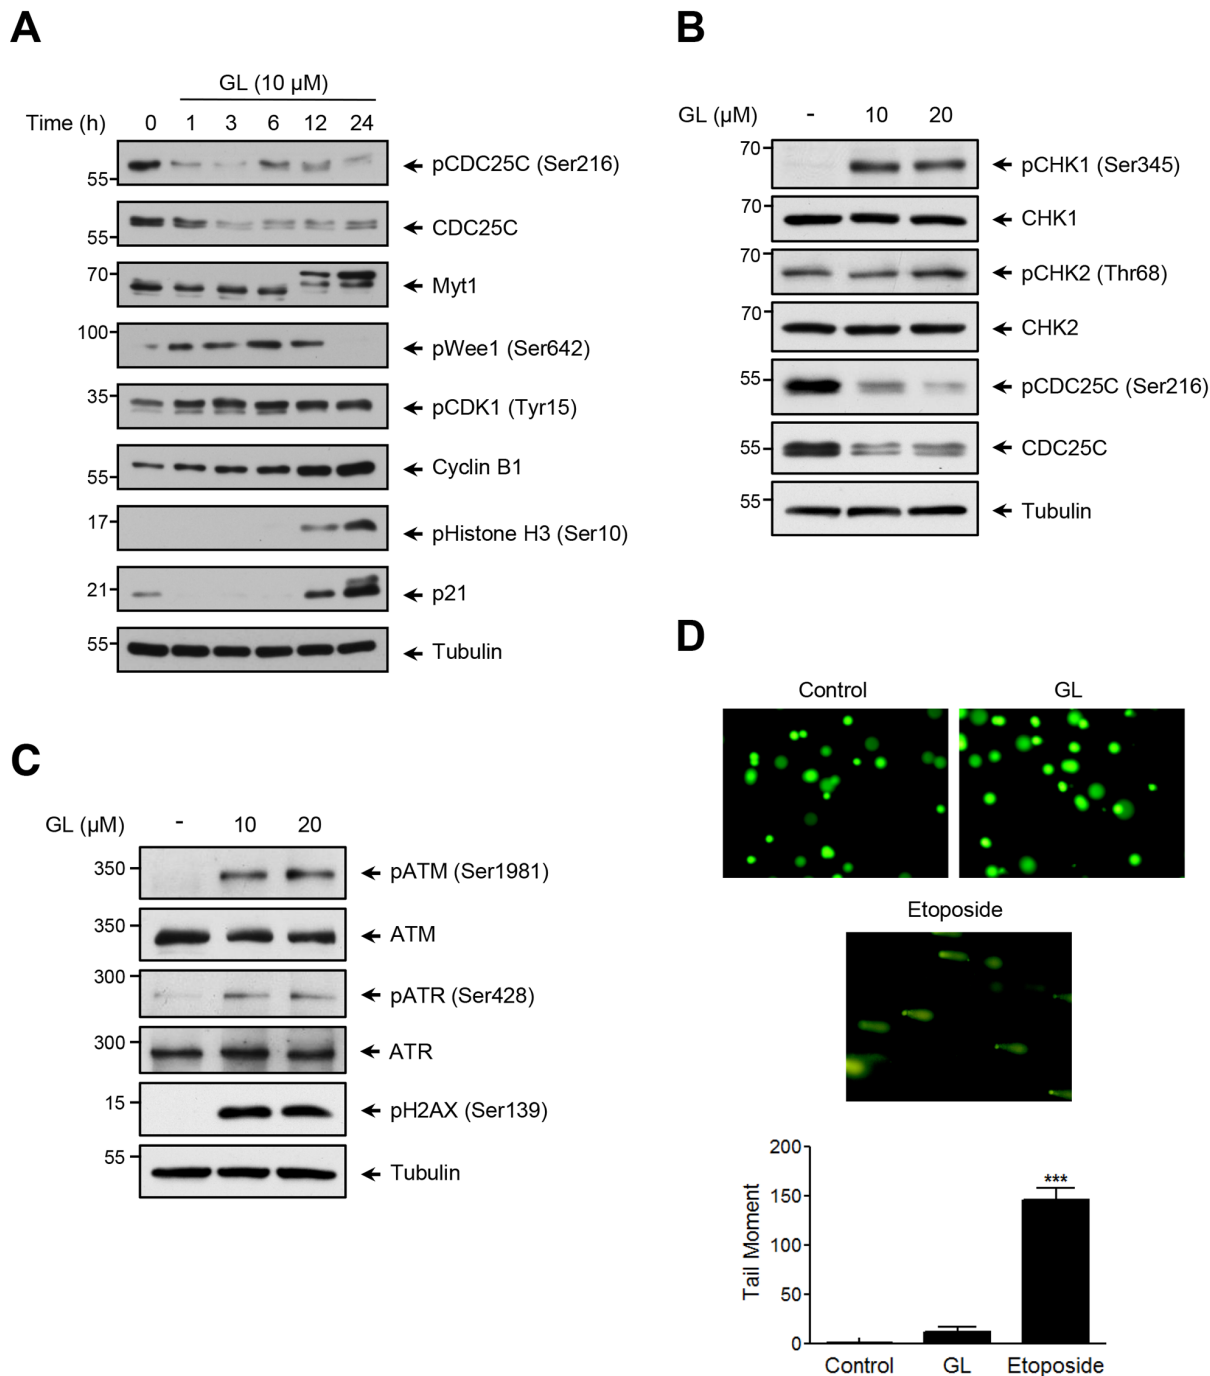 A
GL (10 µM)
Time (h) 0 1 3 6 12 24
55 pCDC25C (Ser216)
55 CDC25C
70 Myt1
100 pWee1 (Ser642)
35 pCDK1 (Tyr15)
55 Cyclin B1
17 pHistone H3 (Ser10)
21 p21
55 Tubulin
B
GL (µM) - 10 20
70 pCHK1 (Ser345)
70 CHK1
70 pCHK2 (Thr68)
70 CHK2
55 pCDC25C (Ser216)
55 CDC25C
55 Tubulin
C
GL (µM) - 10 20
350 pATM (Ser1981)
350 ATM
300 pATR (Ser428)
300 ATR
15 pH2AX (Ser139)
55 Tubulin
D
Control GL
Etoposide
Tail Moment
200
150
100
50
0
***
Control GL Etoposide